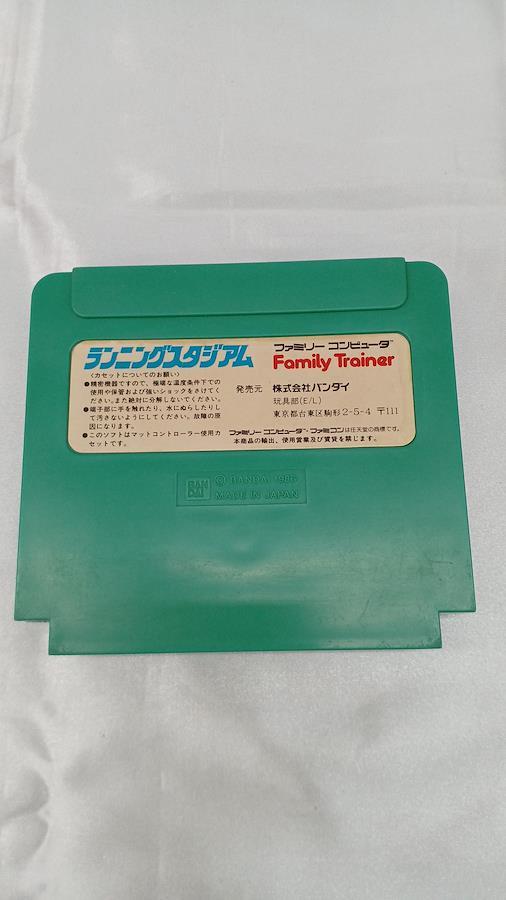 ランニングスタジアム
〈カセットについてのお願い〉
●精密機器ですので、極端な温度条件下での
使用や保管および強いショックをさけてく
ださい。また絶対に分解しないでください。
●端子部に手を触れたり、水にぬらしたりし
て汚さないようにしてください。故障の原
因になります。
●このソフトはマットコントローラー使用カ
セットです。
ファミリー コンピュータ™
Family Trainer
発売元 株式会社バンダイ
玩具部(E/L)
東京都台東区駒形2-5-4 〒111
ファミリー コンピュータ・ファミコンは任天堂の商標です。
本商品の輸出、使用営業及び賃貸を禁じます。
BAN
DAI
© BANDAI 1986
MADE IN JAPAN